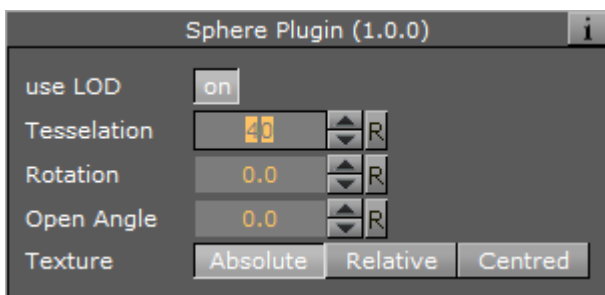 Sphere Plugin (1.0.0) i
use LOD on
Tesselation 40 R
Rotation 0.0 R
Open Angle 0.0 R
Texture Absolute Relative Centred